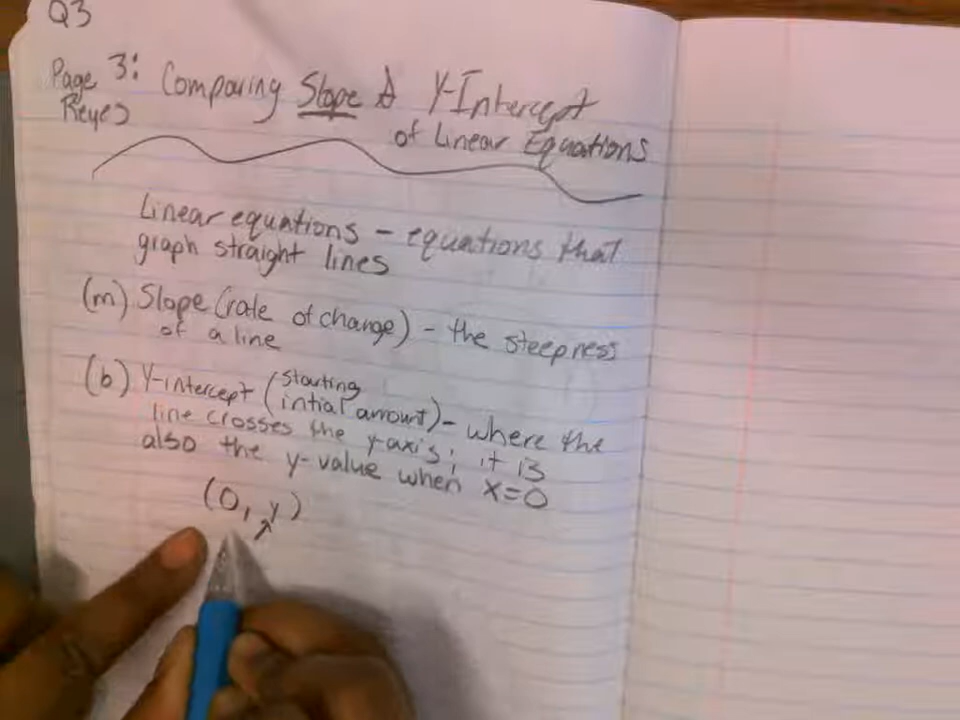 Q3
Page 3: Comparing Slope & Y-Intercept
Reyes
of Linear Equations
Linear equations - equations that
graph straight lines
(m) Slope (rate of change) - the steepness
of a line
(b) Y-intercept (starting
intial amount) - where the
line crosses the y-axis; it is
also the y-value when x=0
(0, y)